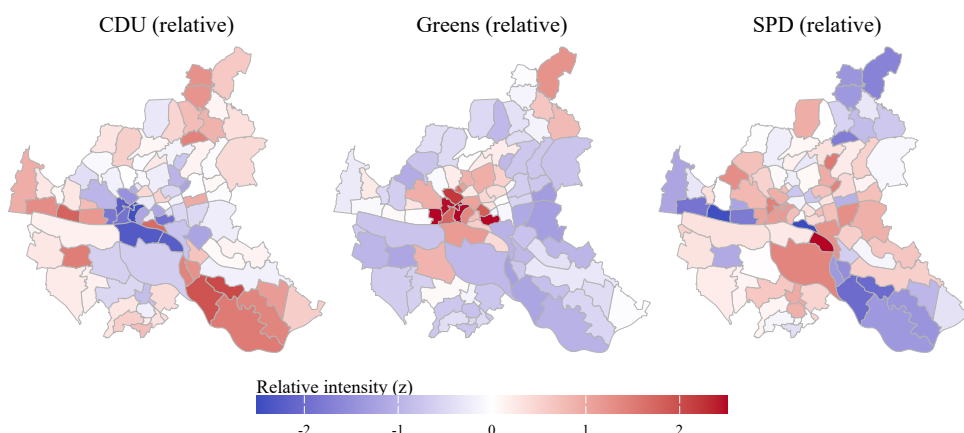 CDU (relative) Greens (relative) SPD (relative)
Relative intensity (z)
-2 -1 0 1 2